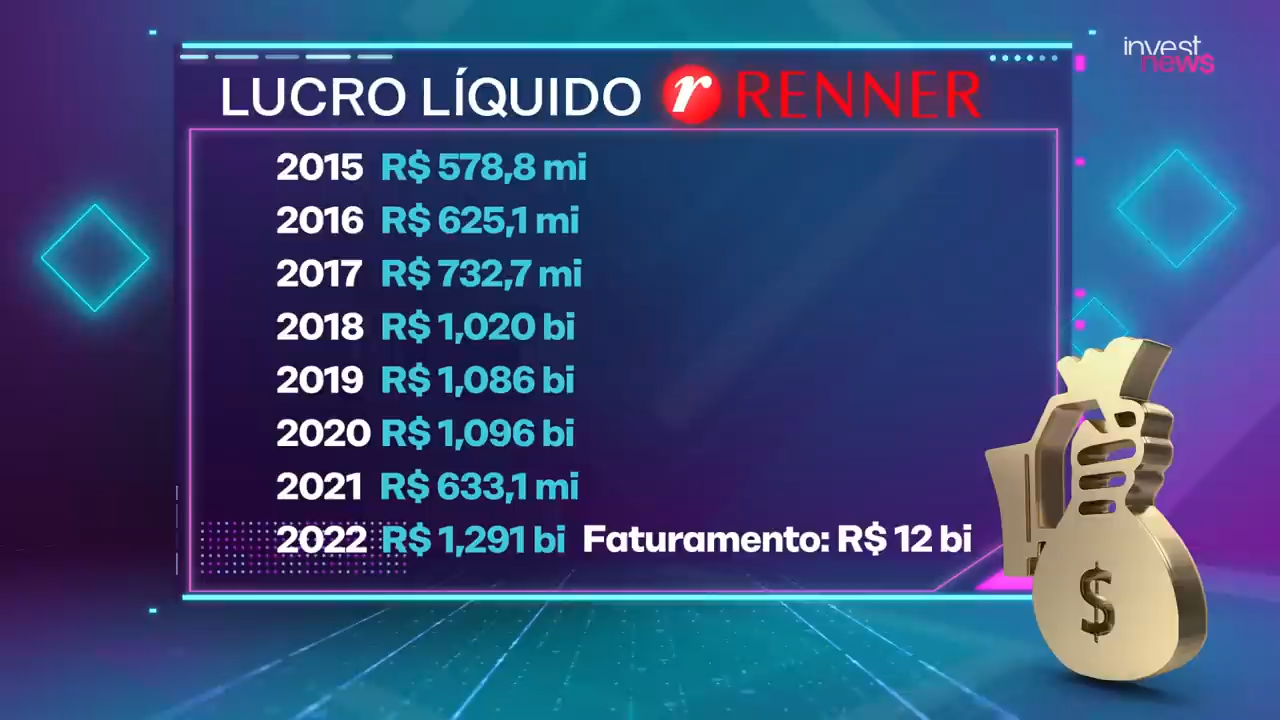 invest
news
LUCRO LÍQUIDO r RENNER
2015 R$ 578,8 mi
2016 R$ 625,1 mi
2017 R$ 732,7 mi
2018 R$ 1,020 bi
2019 R$ 1,086 bi
2020 R$ 1,096 bi
2021 R$ 633,1 mi
2022 R$ 1,291 bi Faturamento: R$ 12 bi
$